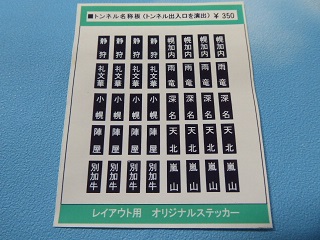 ■トンネル名称板（トンネル出入口を演出）￥350
静狩 静狩 静狩 静狩 幌加内 幌加内 幌加内 幌加内
礼文華 礼文華 礼文華 礼文華 雨竜 雨竜 雨竜 雨竜
小幌 小幌 小幌 小幌 深名 深名 深名 深名
陣屋 陣屋 陣屋 陣屋 天北 天北 天北 天北
別加牛 別加牛 別加牛 別加牛 嵐山 嵐山 嵐山 嵐山
レイアウト用 オリジナルステッカー